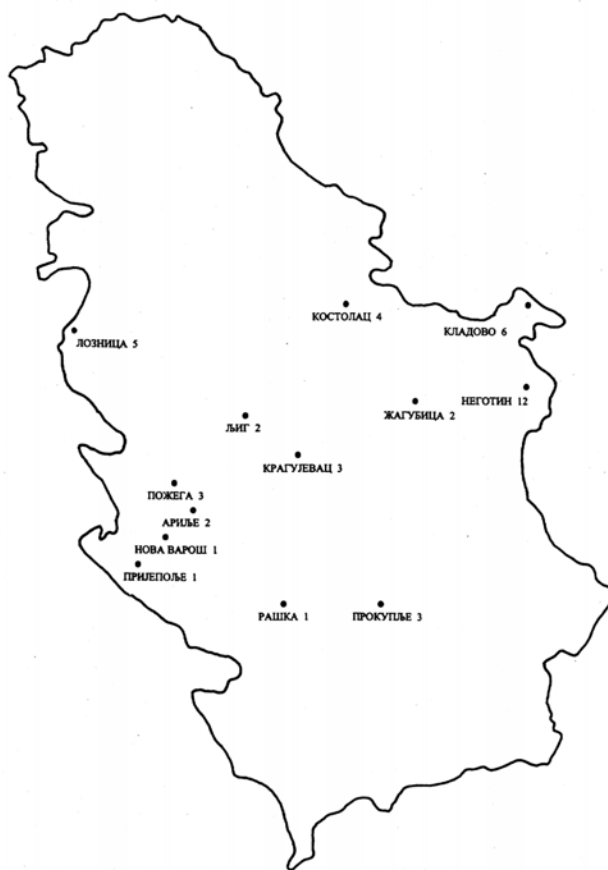 КОСТОЛАЦ 4
КЛАДОВО 6
ЛОЗНИЦА 5
НЕГОТИН 12
ЖАГУБИЦА 2
ЉИГ 2
КРАГУЈЕВАЦ 3
ПОЖЕГА 3
АРИЉЕ 2
НОВА ВАРОШ 1
ПРИЈЕПОЉЕ 1
РАШКА 1
ПРОКУПЉЕ 3